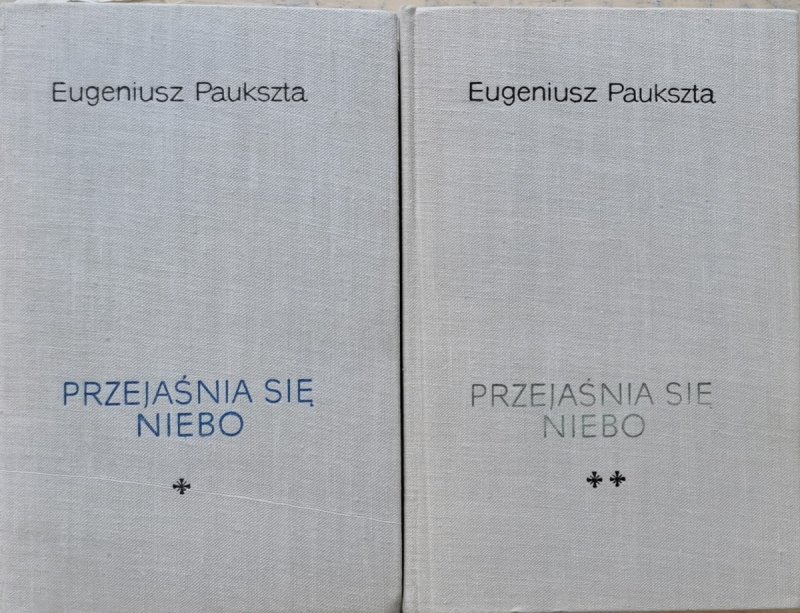 Eugeniusz Paukszta
PRZEJAŚNIA SIĘ
NIEBO
*
Eugeniusz Paukszta
PRZEJAŚNIA SIĘ
NIEBO
**